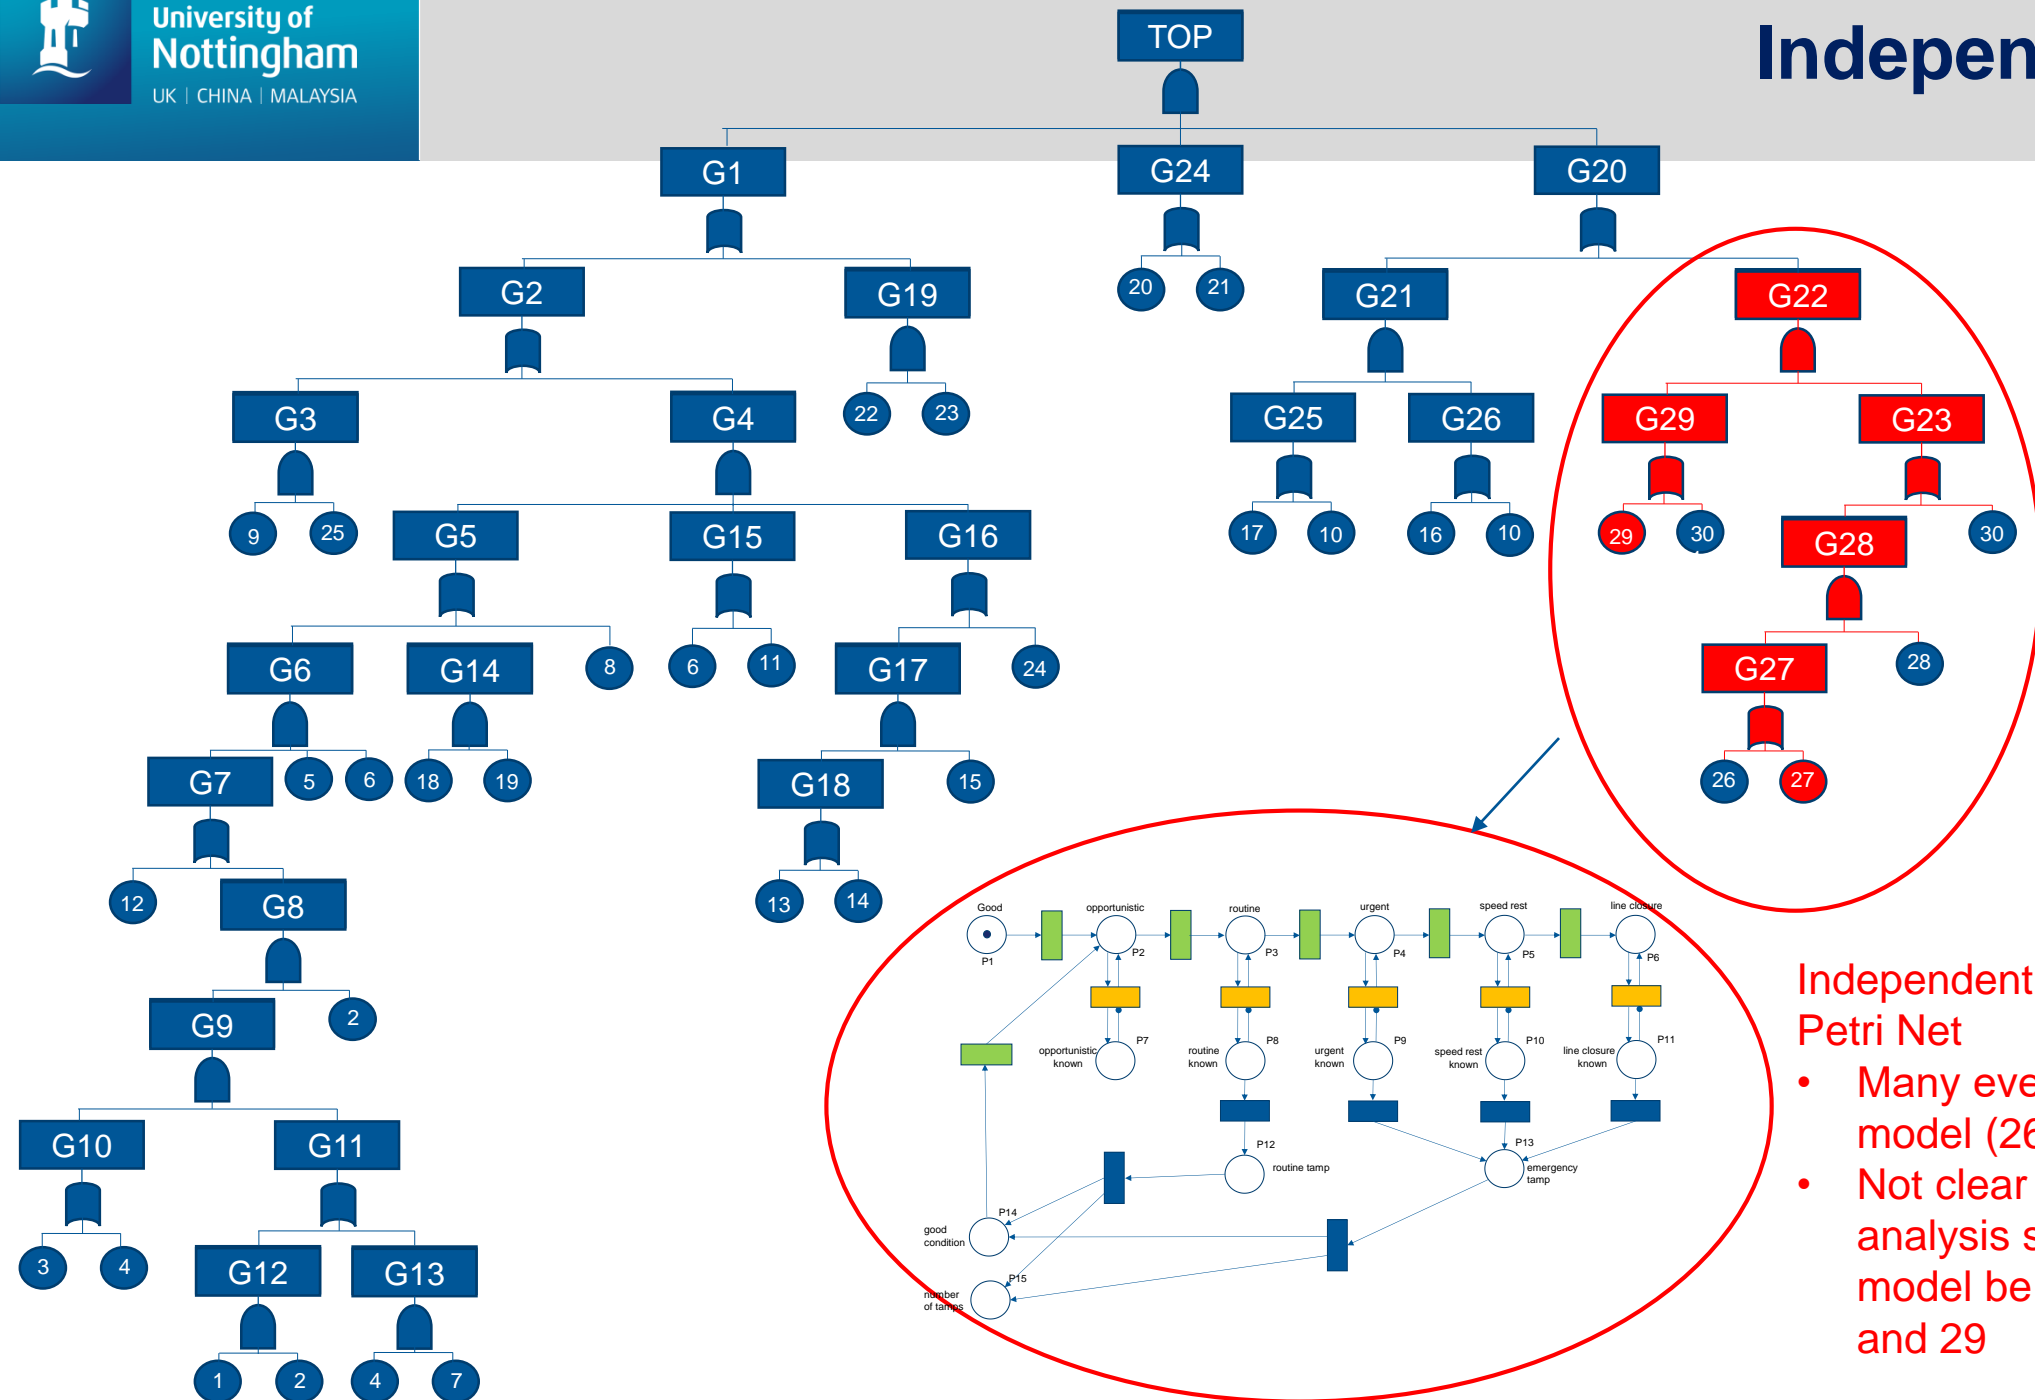 University of
Nottingham
UK | CHINA | MALAYSIA
TOP
G1
G24
G20
G2
G19
20
21
G21
G22
G3
G4
22
23
G25
G26
G29
G23
9
25
G5
G15
G16
17
10
16
10
29
30
G28
30
G6
G14
8
6
11
G17
24
G27
28
G7
5
6
18
19
G18
15
26
27
12
G8
13
14
G9
2
G10
G11
3
4
G12
G13
1
2
4
7
Good
opportunistic
routine
urgent
speed rest
line closure
P1
P2
P3
P4
P5
P6
P7
P8
P9
P10
P11
opportunistic
known
routine
known
urgent
known
speed rest
known
line closure
known
P12
routine tamp
P13
emergency
tamp
P14
good
condition
P15
number
of tamps
Independent
Petri Net
• Many
model
• Not clear
analysis
model be
and 29